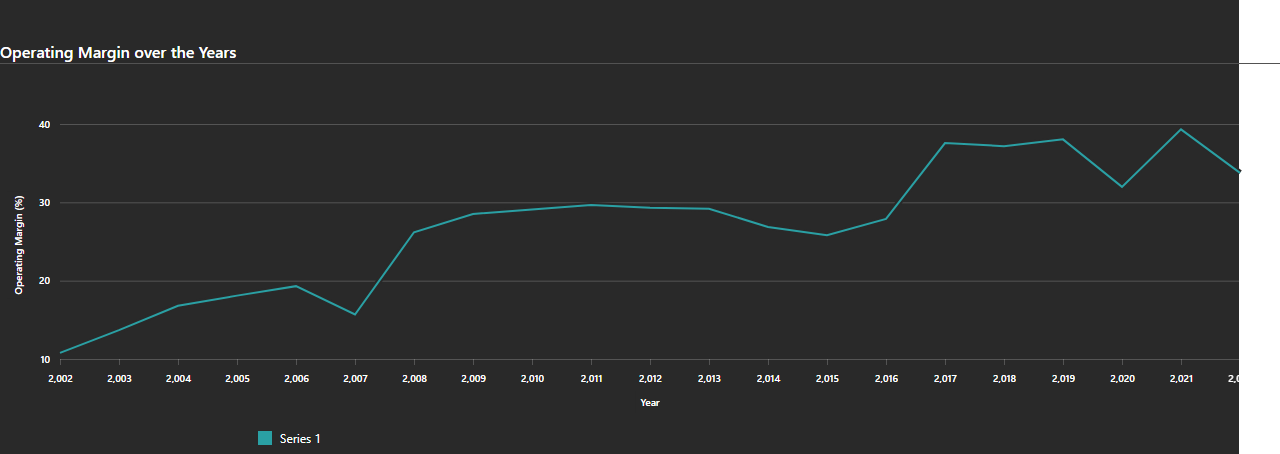 Operating Margin over the Years
40
30
20
10
Operating Margin (%)
2,002 2,003 2,004 2,005 2,006 2,007 2,008 2,009 2,010 2,011 2,012 2,013 2,014 2,015 2,016 2,017 2,018 2,019 2,020 2,021
Year
Series 1